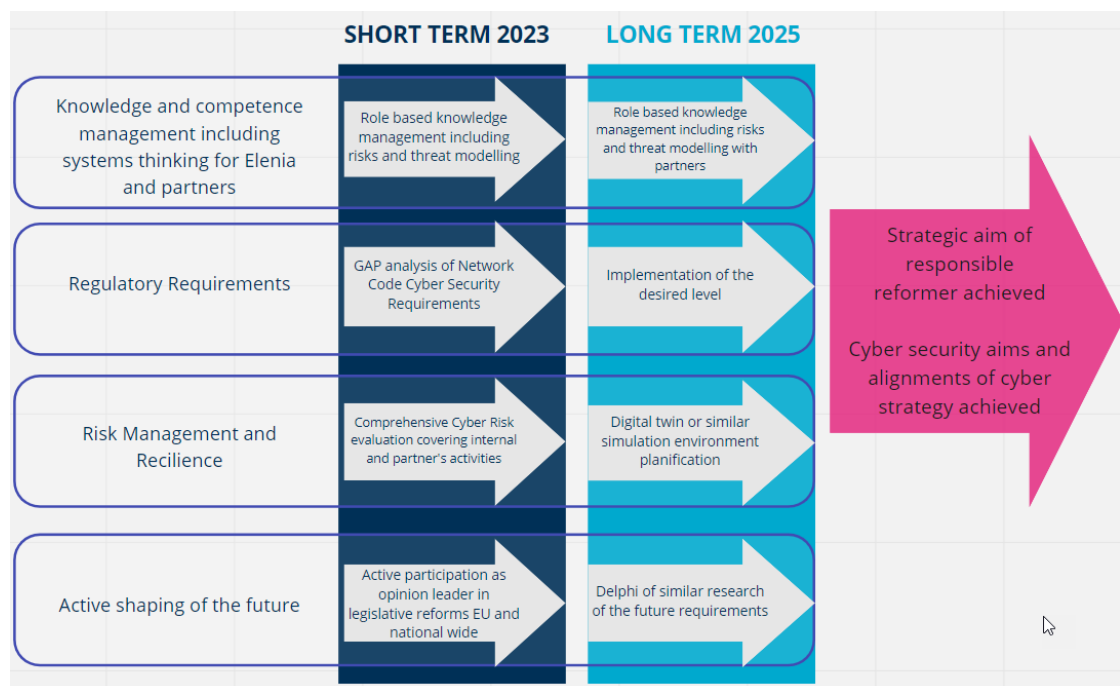 SHORT TERM 2023
LONG TERM 2025
Knowledge and competence
management including
systems thinking for Elenia
and partners
Role based knowledge
management including
risks and threat modelling
Role based knowledge
management including risks
and threat modelling with
partners
Regulatory Requirements
GAP analysis of Network
Code Cyber Security
Requirements
Implementation of the
desired level
Risk Management and
Recilience
Comprehensive Cyber Risk
evaluation covering internal
and partner's activities
Digital twin or similar
simulation environment
planification
Active shaping of the future
Active participation as
opinion leader in
legislative reforms EU and
national wide
Delphi of similar research
of the future requirements
Strategic aim of
responsible
reformer achieved
Cyber security aims and
alignments of cyber
strategy achieved